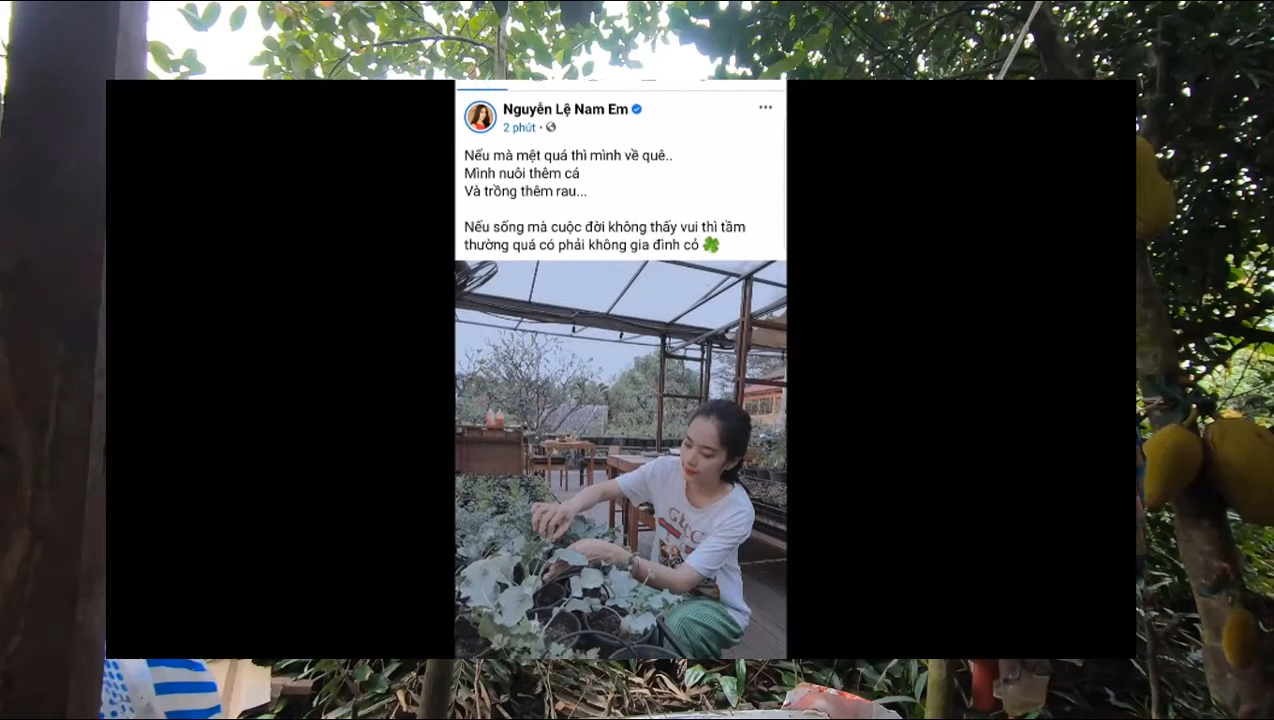 Nguyễn Lệ Nam Em
2 phút
Nếu mà mệt quá thì mình về quê..
Mình nuôi thêm cá
Và trồng thêm rau...
Nếu sống mà cuộc đời không thấy vui thì tầm
thường quá có phải không gia đình cỏ 🍀
GUCCI